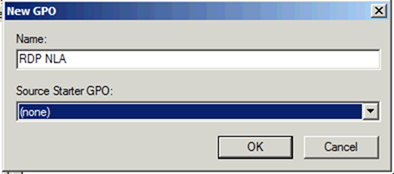 New GPO
Name:
RDP NLA
Source Starter GPO:
(none)
OK Cancel